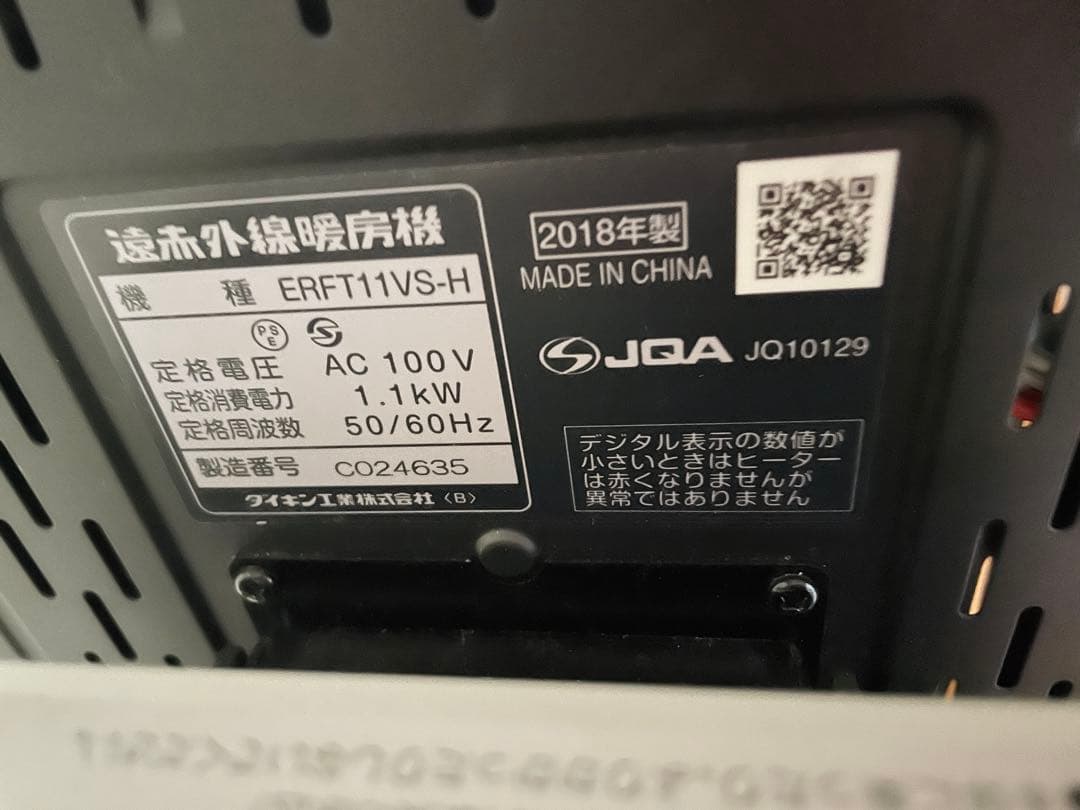 遠赤外線暖房機
機 種 ERFT11VS-H
PSE
定格電圧 AC 100V
定格消費電力 1.1kW
定格周波数 50/60Hz
製造番号 C024635
ダイキン工業株式会社〈B〉
2018年製
MADE IN CHINA
JQA JQ10129
デジタル表示の数値が
小さいときはヒーター
は赤くなりませんが
異常ではありません